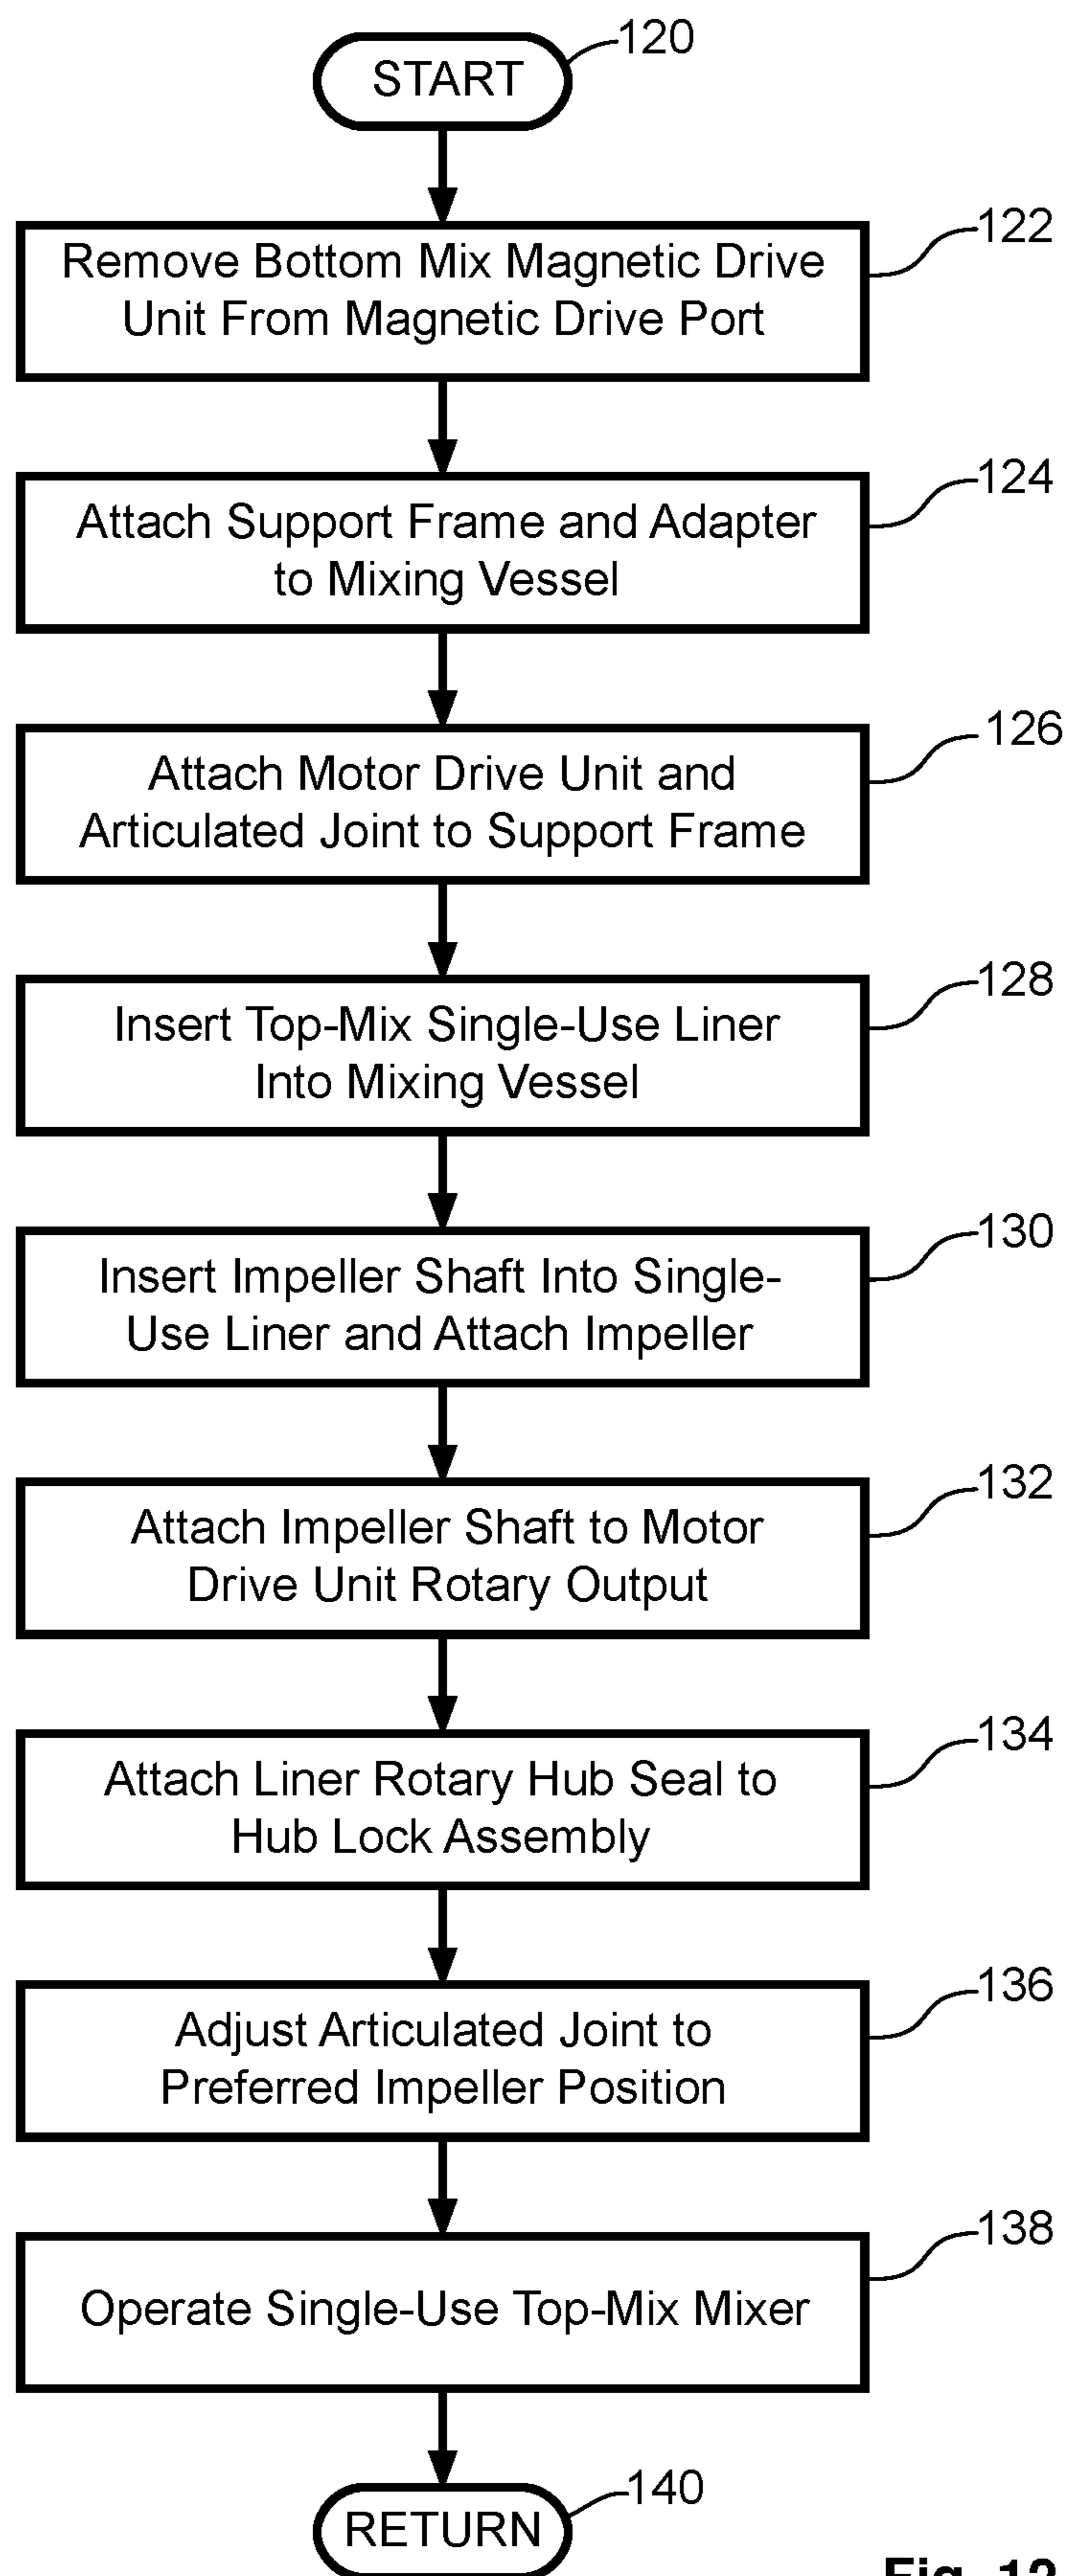 START
120
Remove Bottom Mix Magnetic Drive
Unit From Magnetic Drive Port
122
Attach Support Frame and Adapter
to Mixing Vessel
124
Attach Motor Drive Unit and
Articulated Joint to Support Frame
126
Insert Top-Mix Single-Use Liner
Into Mixing Vessel
128
Insert Impeller Shaft Into Single-
Use Liner and Attach Impeller
130
Attach Impeller Shaft to Motor
Drive Unit Rotary Output
132
Attach Liner Rotary Hub Seal to
Hub Lock Assembly
134
Adjust Articulated Joint to
Preferred Impeller Position
136
Operate Single-Use Top-Mix Mixer
138
RETURN
140
Fig. 12